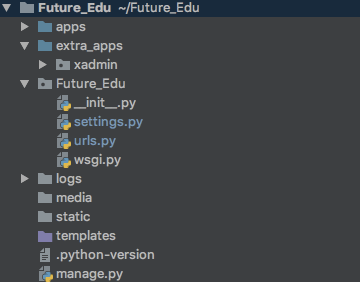 Future_Edu ~/Future_Edu
apps
extra_apps
xadmin
Future_Edu
__init__.py
settings.py
urls.py
wsgi.py
logs
media
static
templates
.python-version
manage.py